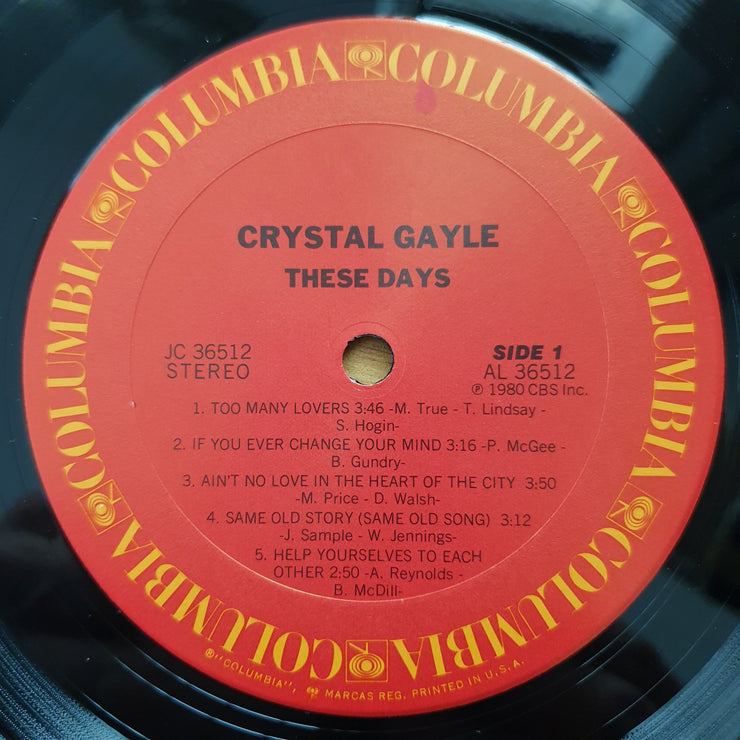 COLUMBIA COLUMBIA COLUMBIA COLUMBIA COLUMBIA COLUMBIA COLUMBIA COLUMBIA
CRYSTAL GAYLE
THESE DAYS
JC 36512
STEREO
SIDE 1
AL 36512
℗ 1980 CBS Inc.
1. TOO MANY LOVERS 3:46 -M. True - T. Lindsay -
S. Hogin-
2. IF YOU EVER CHANGE YOUR MIND 3:16 -P. McGee -
B. Gundry-
3. AIN'T NO LOVE IN THE HEART OF THE CITY 3:50
-M. Price - D. Walsh-
4. SAME OLD STORY (SAME OLD SONG) 3:12
-J. Sample - W. Jennings-
5. HELP YOURSELVES TO EACH
OTHER 2:50 -A. Reynolds -
B. McDill-
®"COLUMBIA", MARCAS REG. PRINTED IN U.S.A.